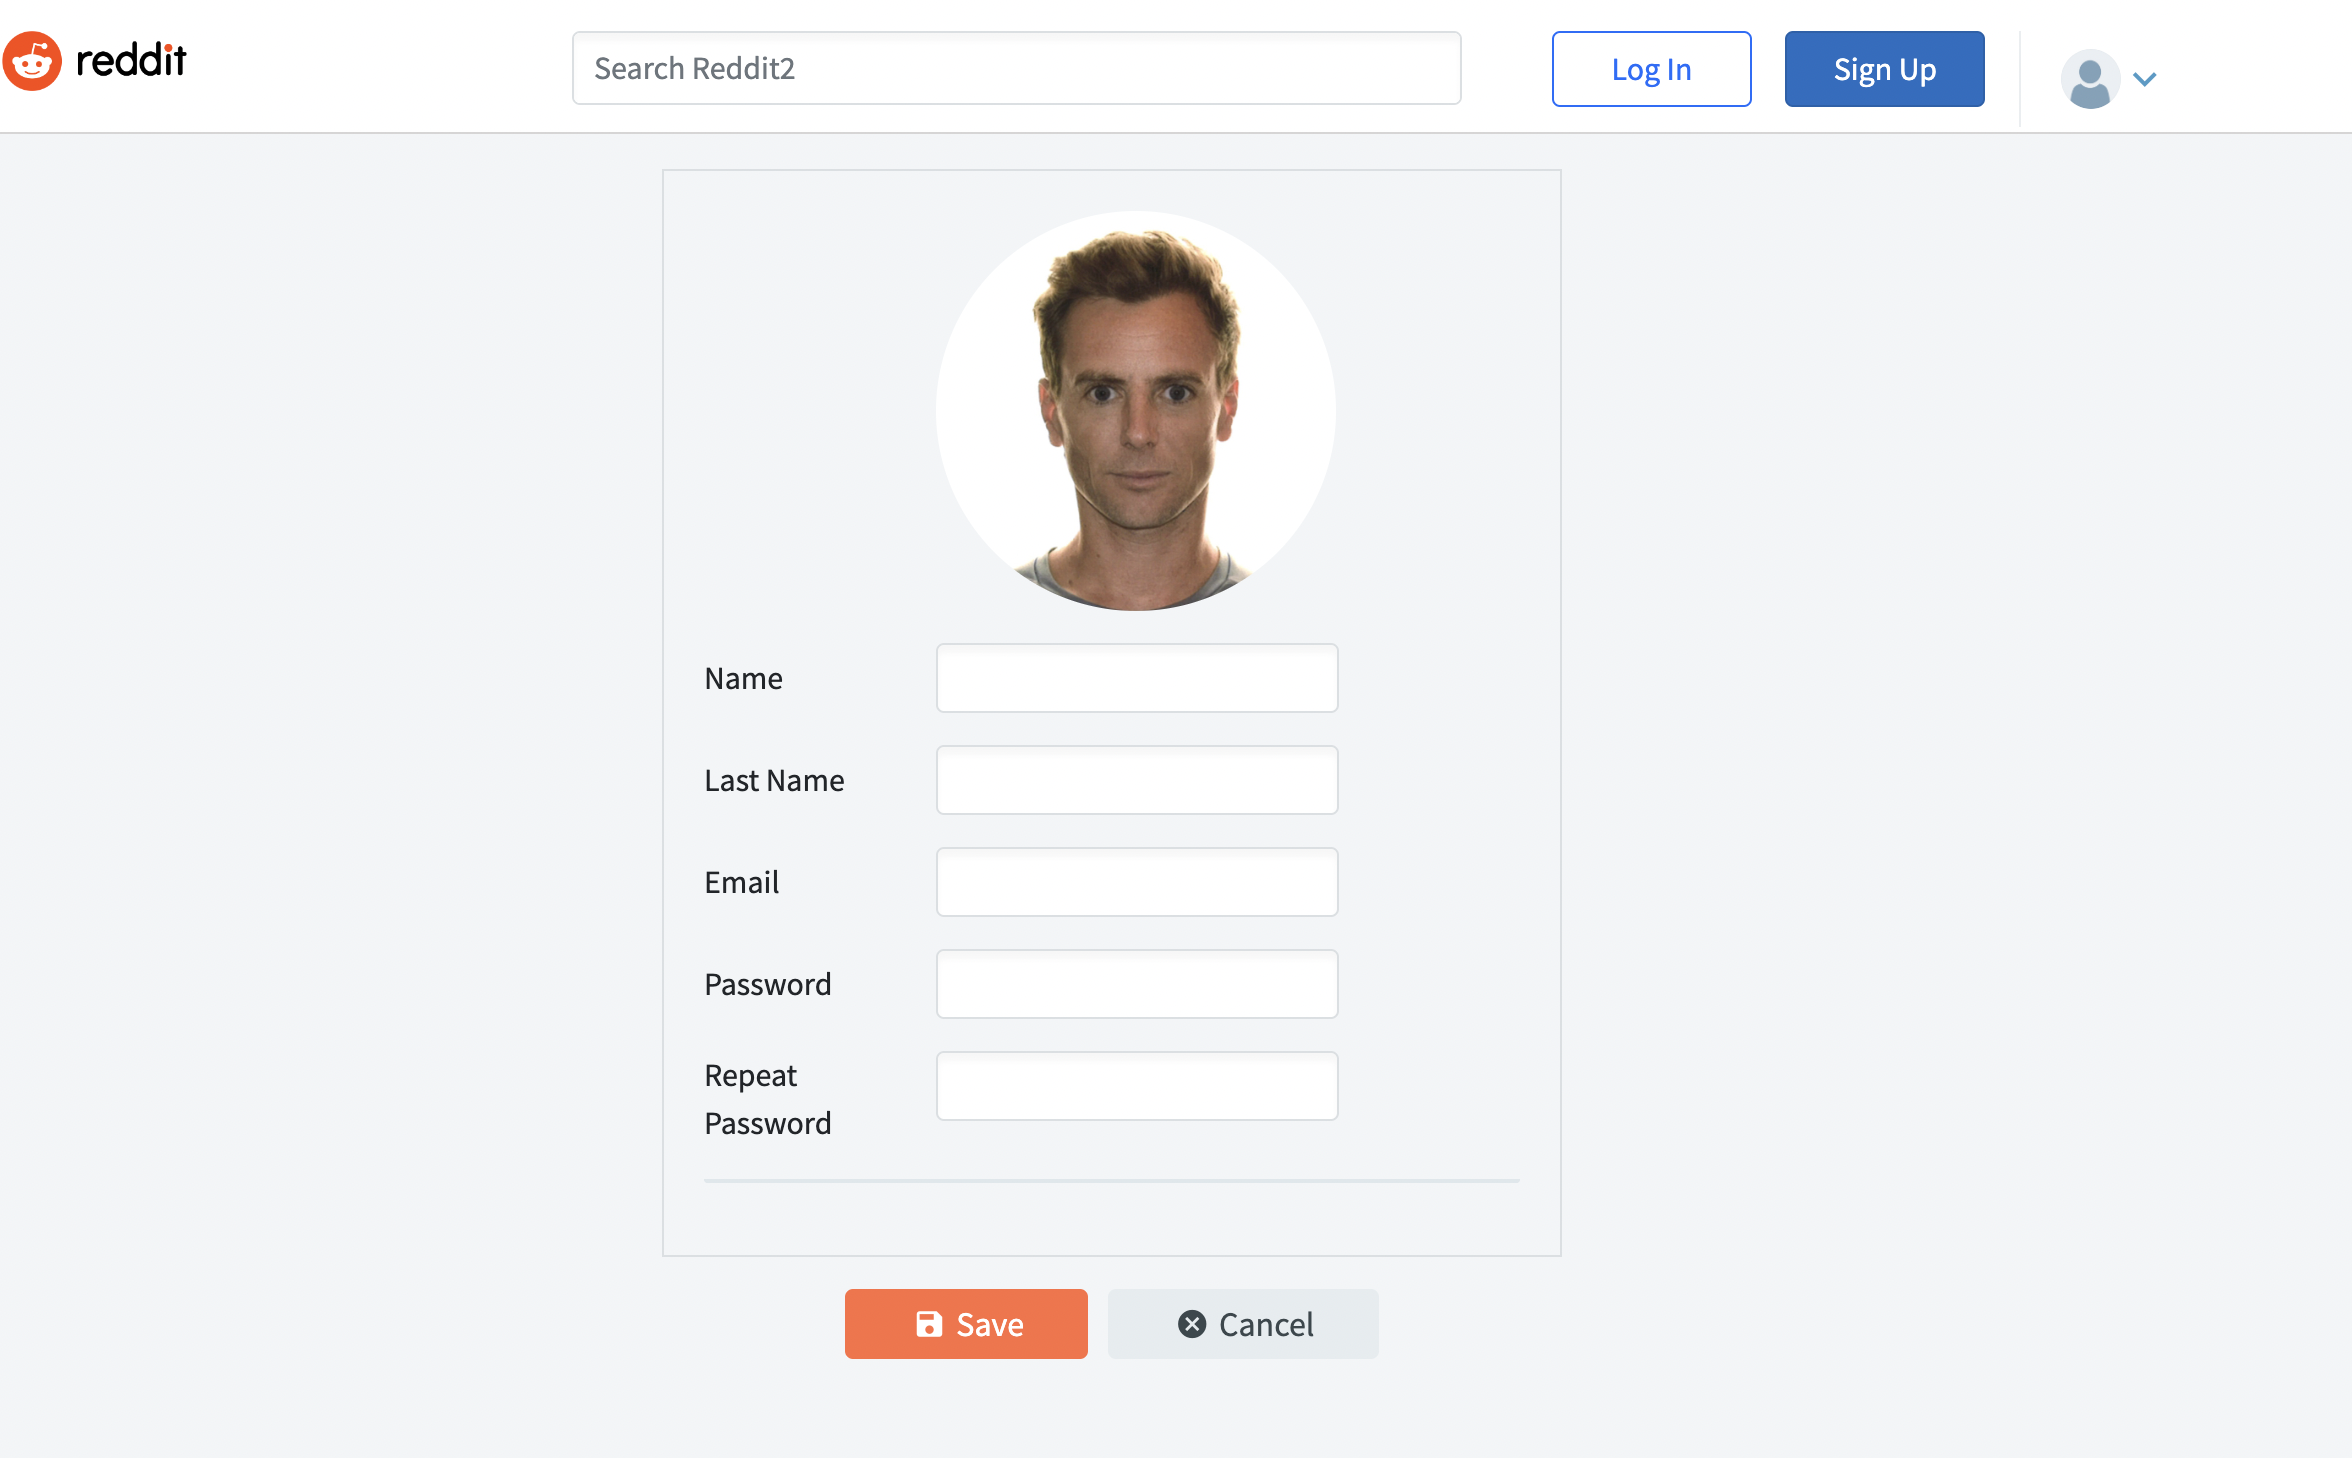 reddit
Search Reddit2
Log In
Sign Up
Name
Last Name
Email
Password
Repeat
Password
Save
Cancel